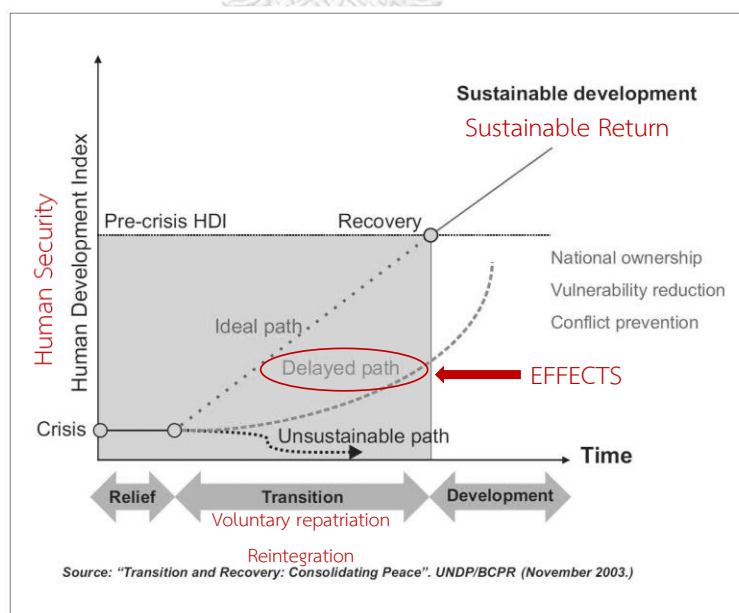 Sustainable development
Sustainable Return
Human Security
Human Development Index
Pre-crisis HDI
Recovery
National ownership
Vulnerability reduction
Conflict prevention
Ideal path
Delayed path
EFFECTS
Crisis
Unsustainable path
Time
Relief
Transition
Development
Voluntary repatriation
Reintegration
Source: “Transition and Recovery: Consolidating Peace”. UNDP/BCPR (November 2003.)